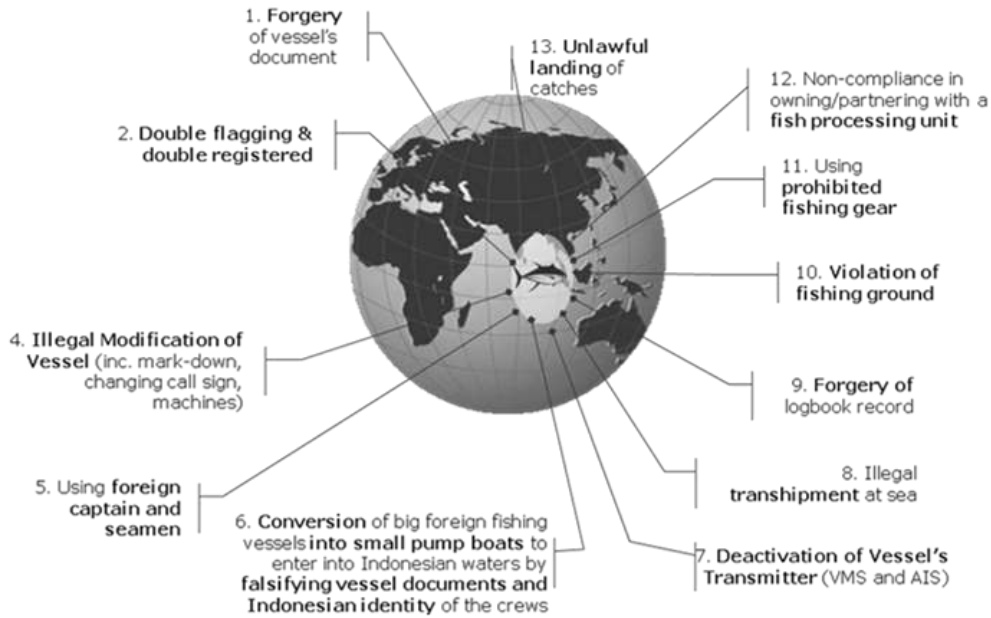 1. Forgery
of vessel's
document
2. Double flagging &
double registered
4. Illegal Modification of
Vessel (inc. mark-down,
changing call sign,
machines)
5. Using foreign
captain and
seamen
6. Conversion of big foreign fishing
vessels into small pump boats to
enter into Indonesian waters by
falsifying vessel documents and
Indonesian identity of the crews
7. Deactivation of Vessel's
Transmitter (VMS and AIS)
8. Illegal
transhipment at sea
9. Forgery of
logbook record
10. Violation of
fishing ground
11. Using
prohibited
fishing gear
12. Non-compliance in
owning/partnering with a
fish processing unit
13. Unlawful
landing of
catches